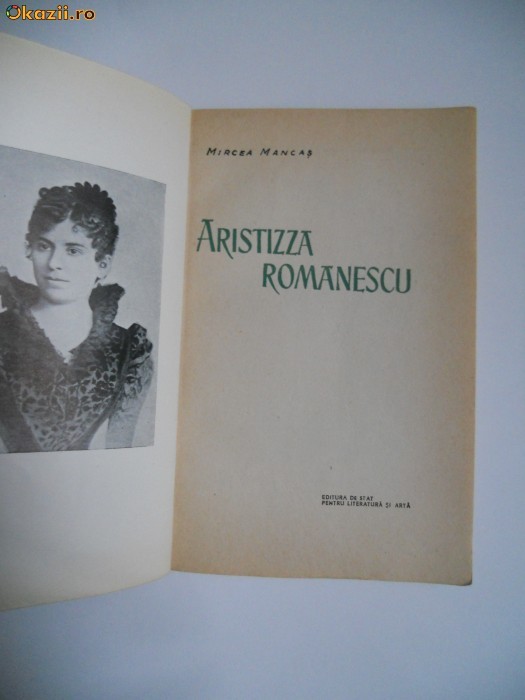 Okazii.ro
MIRCEA MANCAȘ
ARISTIZZA
ROMANESCU
EDITURA DE STAT
PENTRU LITERATURĂ ȘI ARTĂ